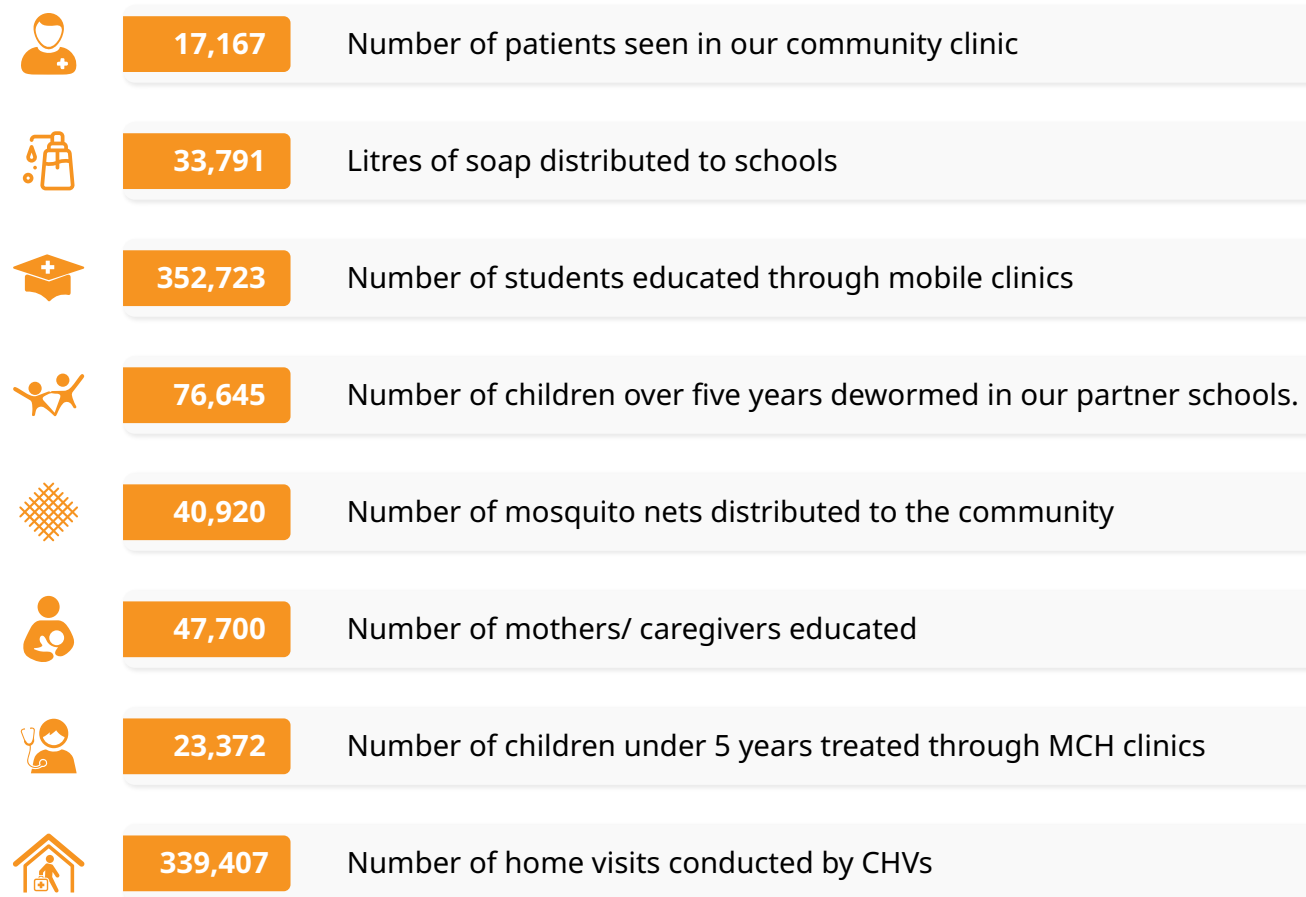 17,167 Number of patients seen in our community clinic
33,791 Litres of soap distributed to schools
352,723 Number of students educated through mobile clinics
76,645 Number of children over five years dewormed in our partner schools.
40,920 Number of mosquito nets distributed to the community
47,700 Number of mothers/ caregivers educated
23,372 Number of children under 5 years treated through MCH clinics
339,407 Number of home visits conducted by CHVs